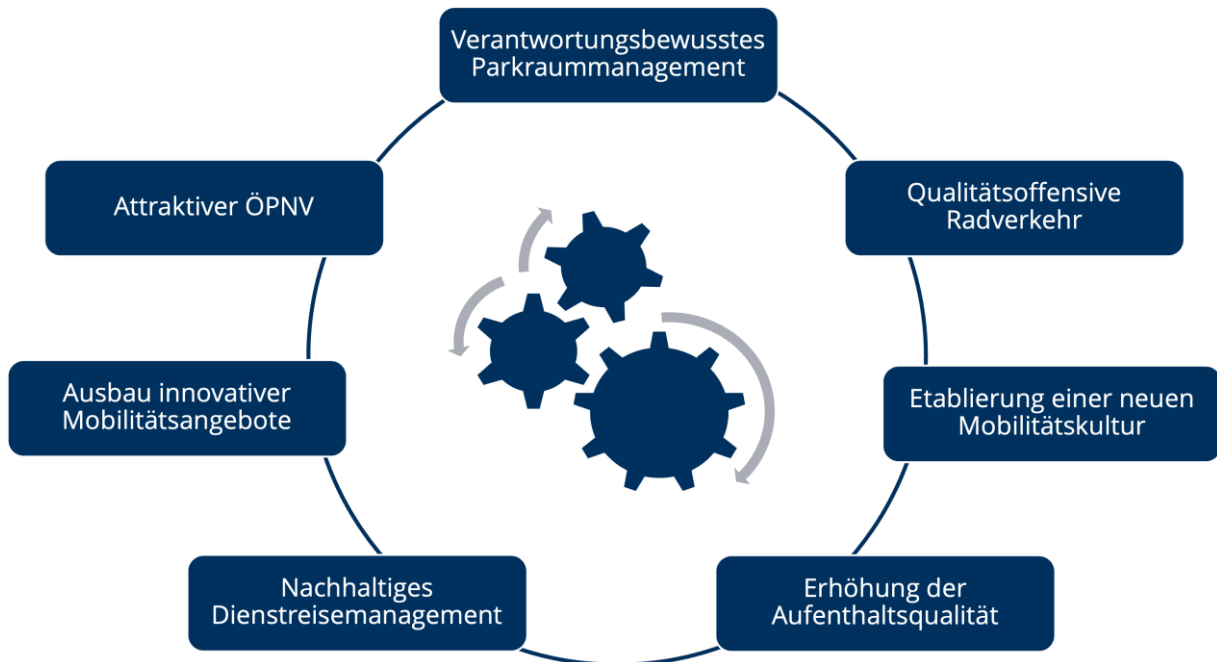 Verantwortungsbewusstes
Parkraummanagement
Attraktiver ÖPNV
Qualitätsoffensive
Radverkehr
Ausbau innovativer
Mobilitätsangebote
Etablierung einer neuen
Mobilitätskultur
Nachhaltiges
Dienstreisemanagement
Erhöhung der
Aufenthaltsqualität